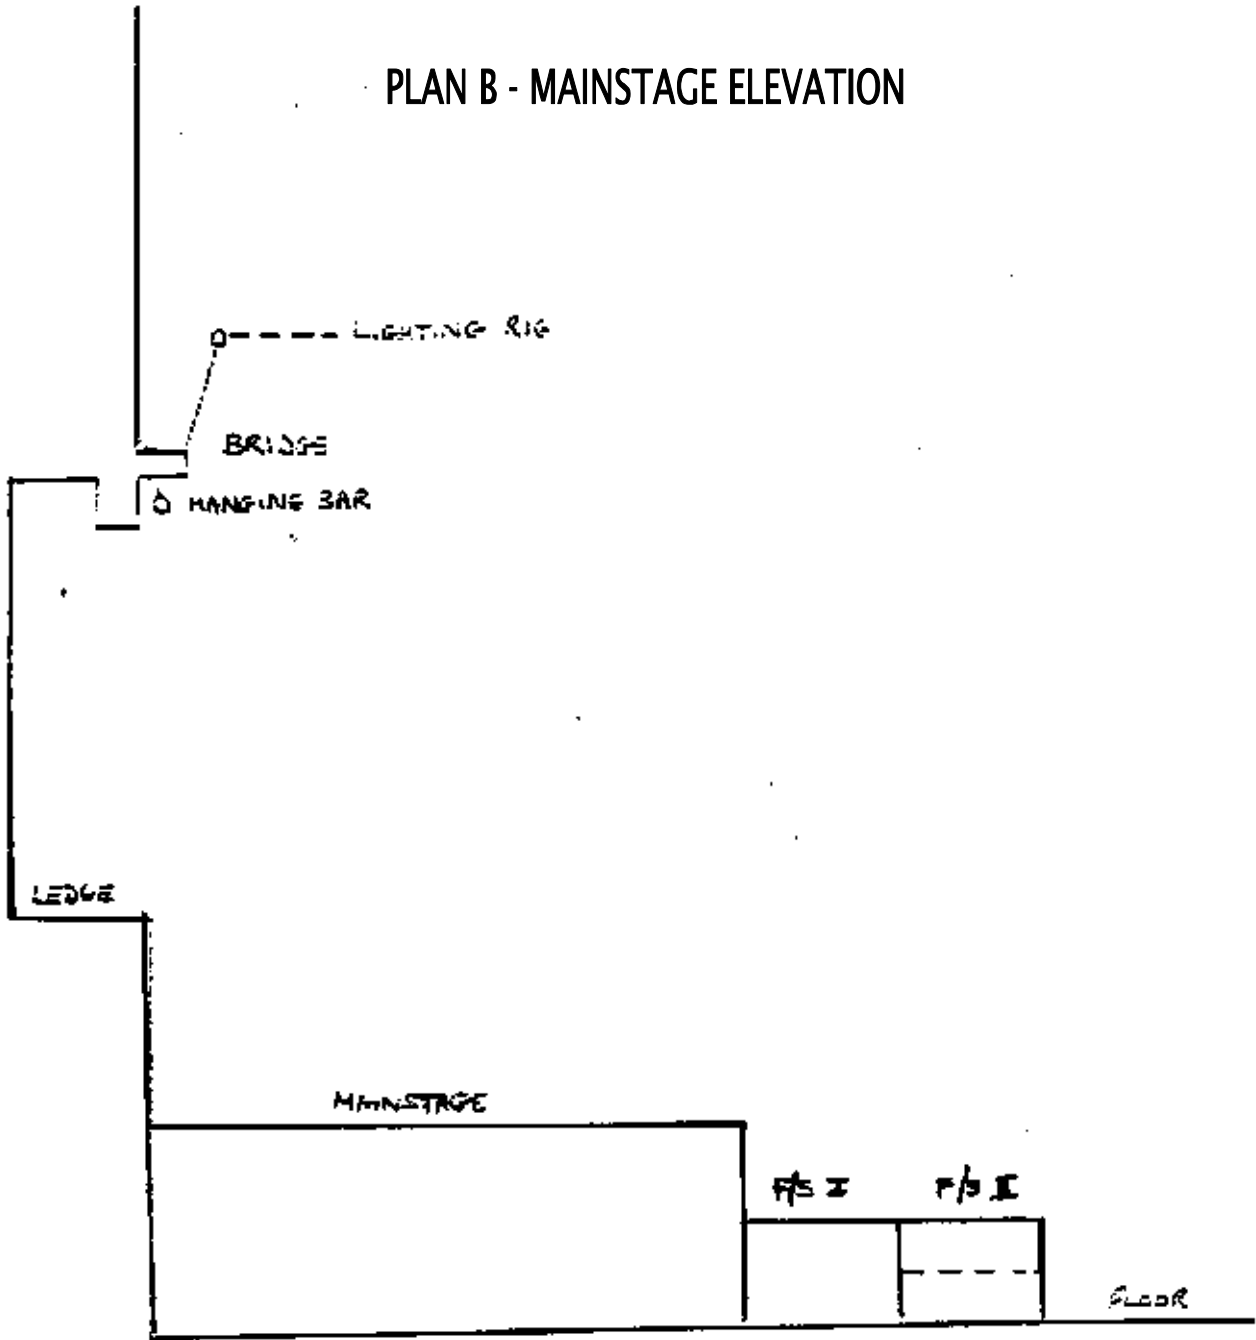 PLAN B - MAINSTAGE ELEVATION
LIGHTING RIG
BRIDGE
HANGING BAR
LEDGE
MAINSTAGE
F/S I
F/S II
FLOOR